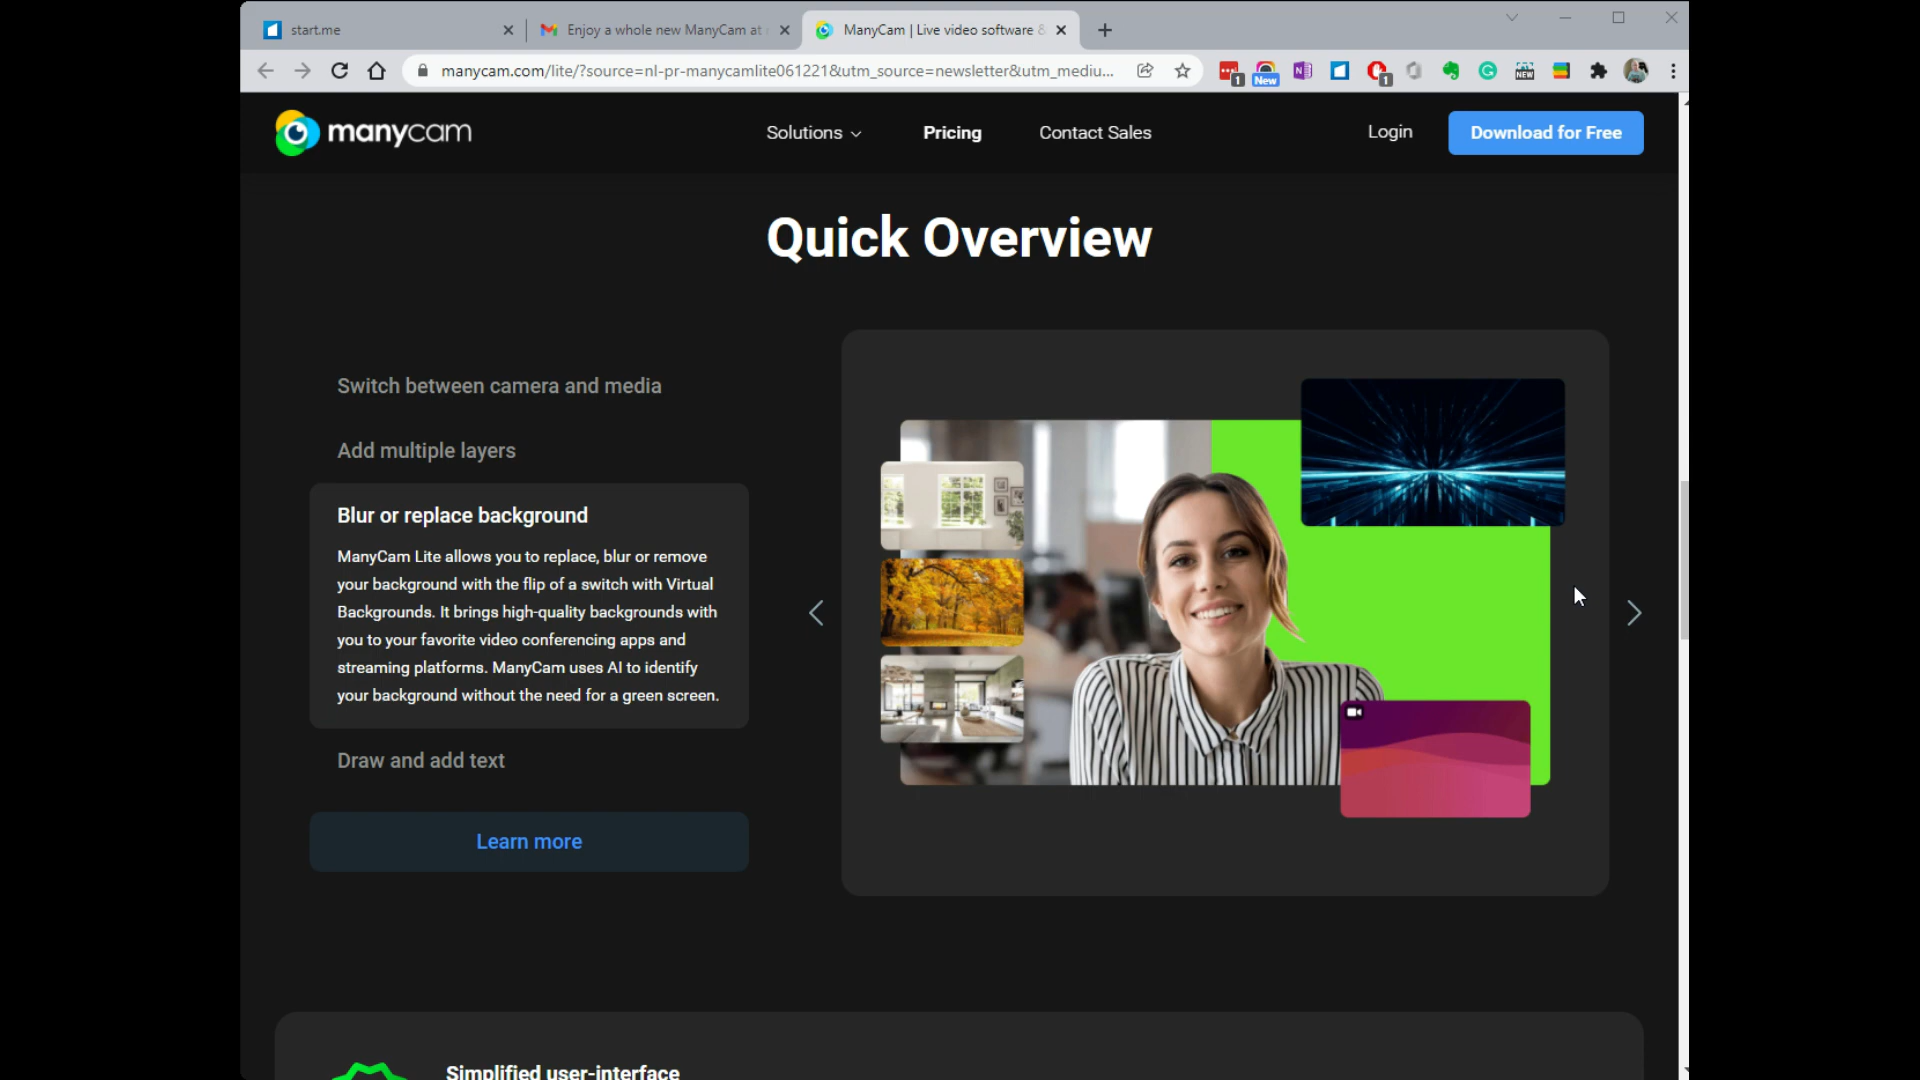 start.me
Enjoy a whole new ManyCam at
ManyCam | Live video software &
manycam.com/lite/?source=nl-pr-manycamlite061221&utm_source=newsletter&utm_mediu...
1
New
N
1
NEW
manycam
Solutions
Pricing
Contact Sales
Login
Download for Free
Quick Overview
Switch between camera and media
Add multiple layers
Blur or replace background
ManyCam Lite allows you to replace, blur or remove
your background with the flip of a switch with Virtual
Backgrounds. It brings high-quality backgrounds with
you to your favorite video conferencing apps and
streaming platforms. ManyCam uses AI to identify
your background without the need for a green screen.
Draw and add text
Learn more
Simplified user-interface